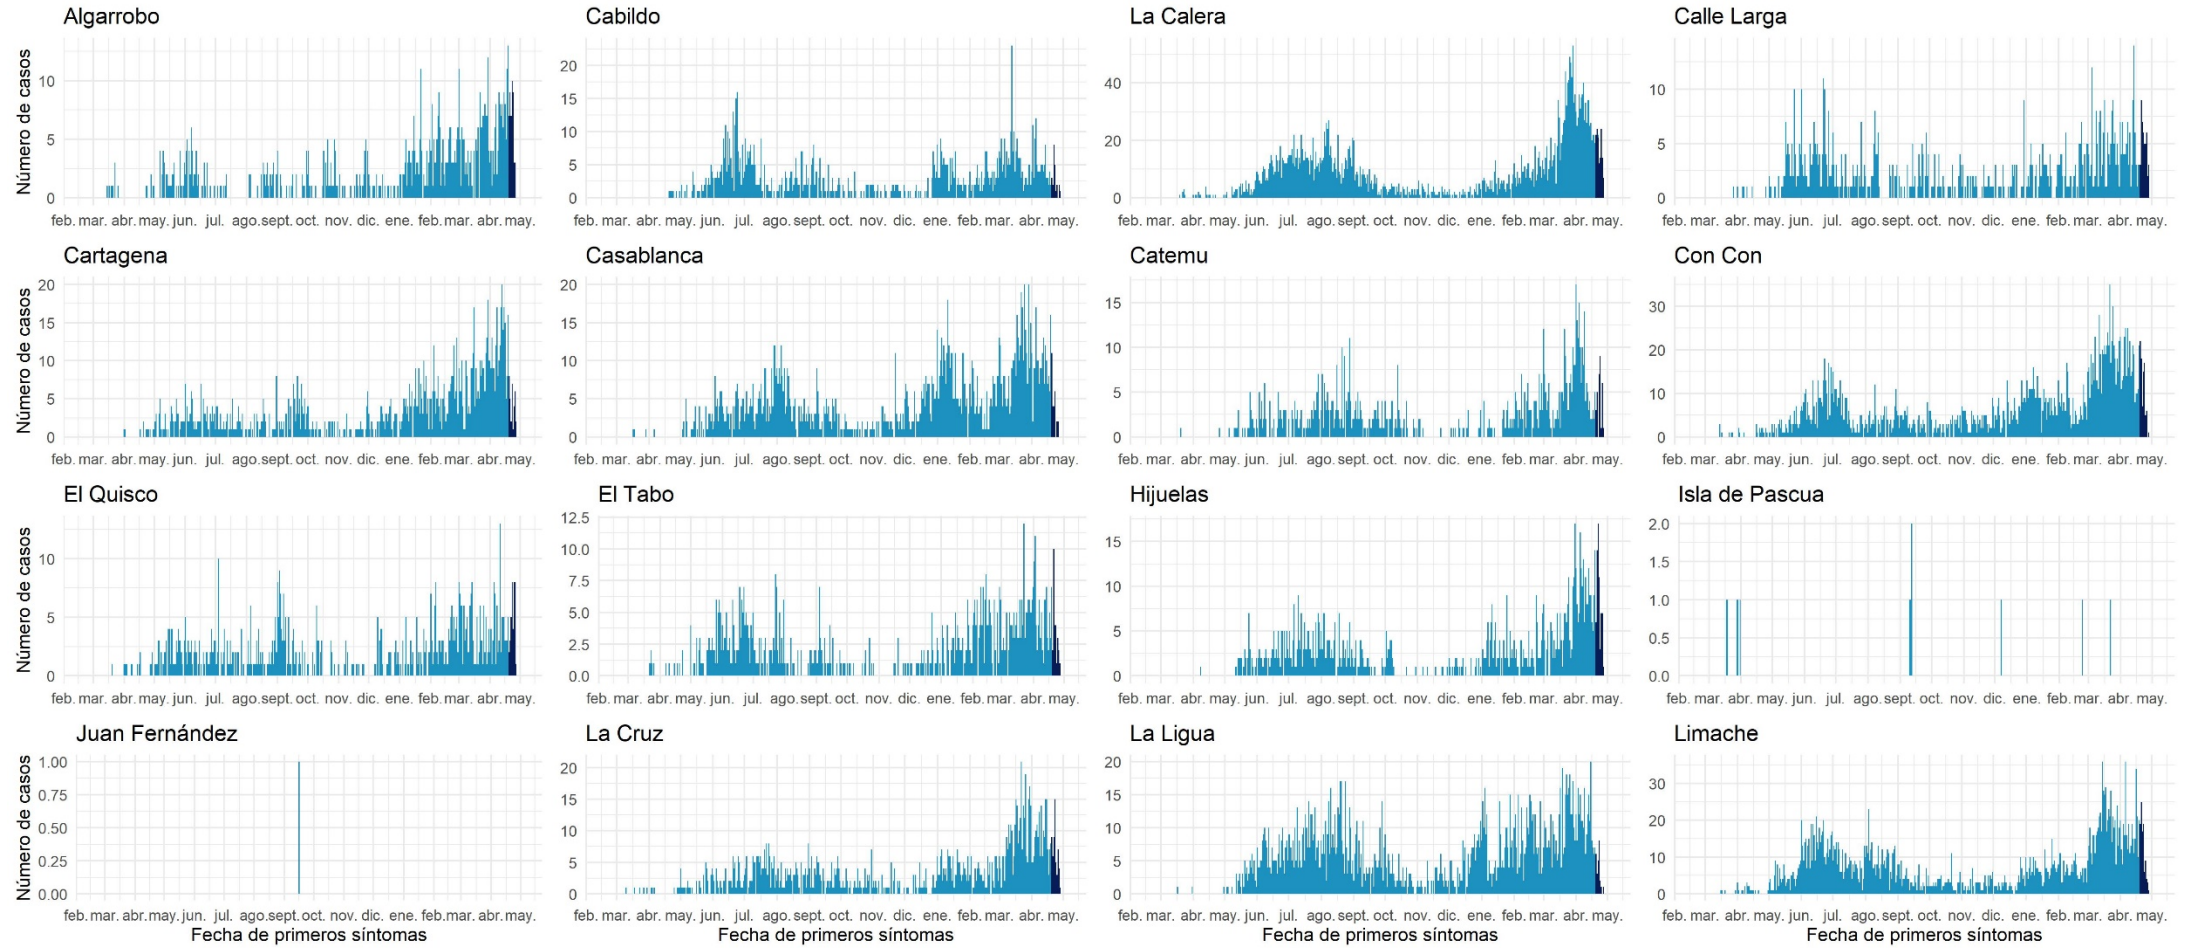 Algarrobo
Cabildo
La Calera
Calle Larga
Número de casos
10
5
0
20
15
10
5
0
40
20
0
10
5
0
feb. mar. abr. may. jun. jul. ago. sept. oct. nov. dic. ene. feb. mar. abr. may.
feb. mar. abr. may. jun. jul. ago. sept. oct. nov. dic. ene. feb. mar. abr. may.
feb. mar. abr. may. jun. jul. ago. sept. oct. nov. dic. ene. feb. mar. abr. may.
feb. mar. abr. may. jun. jul. ago. sept. oct. nov. dic. ene. feb. mar. abr. may.
Cartagena
Casablanca
Catemu
Con Con
Número de casos
20
15
10
5
0
20
15
10
5
0
15
10
5
0
30
20
10
0
feb. mar. abr. may. jun. jul. ago. sept. oct. nov. dic. ene. feb. mar. abr. may.
feb. mar. abr. may. jun. jul. ago. sept. oct. nov. dic. ene. feb. mar. abr. may.
feb. mar. abr. may. jun. jul. ago. sept. oct. nov. dic. ene. feb. mar. abr. may.
feb. mar. abr. may. jun. jul. ago. sept. oct. nov. dic. ene. feb. mar. abr. may.
El Quisco
El Tabo
Hijuelas
Isla de Pascua
Número de casos
10
5
0
12.5
10.0
7.5
5.0
2.5
0.0
15
10
5
0
2.0
1.5
1.0
0.5
0.0
feb. mar. abr. may. jun. jul. ago. sept. oct. nov. dic. ene. feb. mar. abr. may.
feb. mar. abr. may. jun. jul. ago. sept. oct. nov. dic. ene. feb. mar. abr. may.
feb. mar. abr. may. jun. jul. ago. sept. oct. nov. dic. ene. feb. mar. abr. may.
feb. mar. abr. may. jun. jul. ago. sept. oct. nov. dic. ene. feb. mar. abr. may.
Juan Fernández
La Cruz
La Ligua
Limache
Número de casos
1.00
0.75
0.50
0.25
0.00
20
15
10
5
0
20
15
10
5
0
30
20
10
0
feb. mar. abr. may. jun. jul. ago. sept. oct. nov. dic. ene. feb. mar. abr. may.
feb. mar. abr. may. jun. jul. ago. sept. oct. nov. dic. ene. feb. mar. abr. may.
feb. mar. abr. may. jun. jul. ago. sept. oct. nov. dic. ene. feb. mar. abr. may.
feb. mar. abr. may. jun. jul. ago. sept. oct. nov. dic. ene. feb. mar. abr. may.
Fecha de primeros síntomas
Fecha de primeros síntomas
Fecha de primeros síntomas
Fecha de primeros síntomas